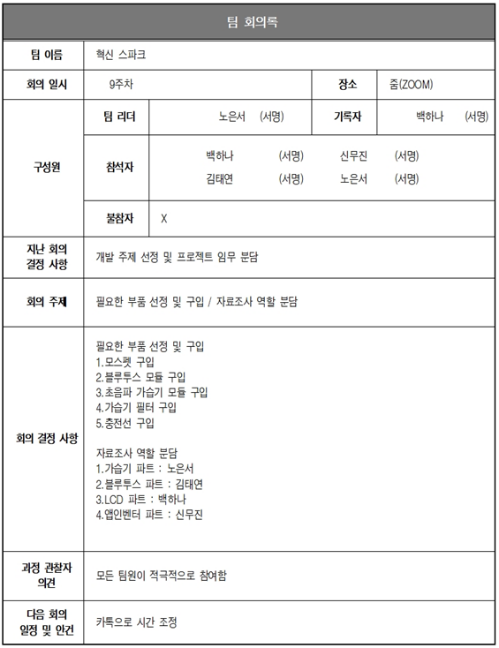 팀 회의록
팀 이름 혁신 스파크
회의 일시 9주차 장소 줌(ZOOM)
구성원 팀 리더 노은서 (서명) 기록자 백하나 (서명)
참석자 백하나 (서명) 신무진 (서명)
김태연 (서명) 노은서 (서명)
불참자 X
지난 회의
결정 사항 개발 주제 선정 및 프로젝트 임무 분담
회의 주제 필요한 부품 선정 및 구입 / 자료조사 역할 분담
회의 결정 사항
필요한 부품 선정 및 구입
1.모스펫 구입
2.블루투스 모듈 구입
3.초음파 가습기 모듈 구입
4.가습기 필터 구입
5.충전선 구입
자료조사 역할 분담
1.가습기 파트 : 노은서
2.블루투스 파트 : 김태연
3.LCD 파트 : 백하나
4.앱인벤터 파트 : 신무진
과정 관찰자
의견 모든 팀원이 적극적으로 참여함
다음 회의
일정 및 안건 카톡으로 시간 조정